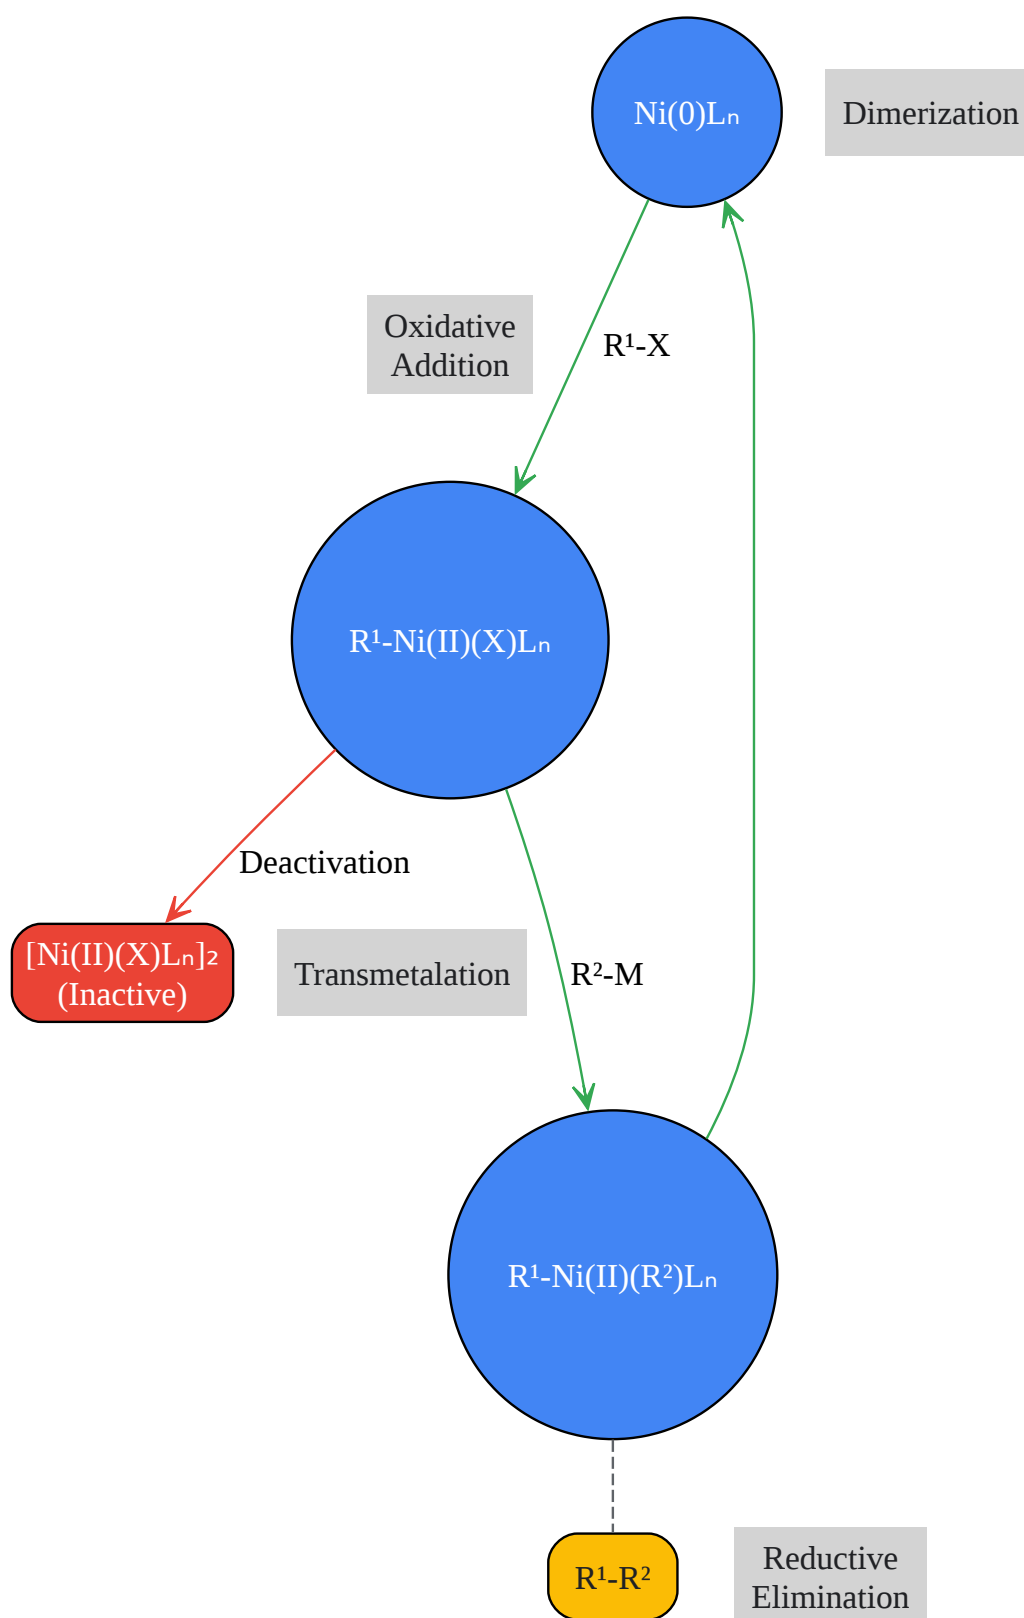 Ni(0)Lₙ
Dimerization
Oxidative
Addition
R¹-X
R¹-Ni(II)(X)Lₙ
Deactivation
[Ni(II)(X)Lₙ]₂
(Inactive)
Transmetalation
R²-M
R¹-Ni(II)(R²)Lₙ
R¹-R²
Reductive
Elimination